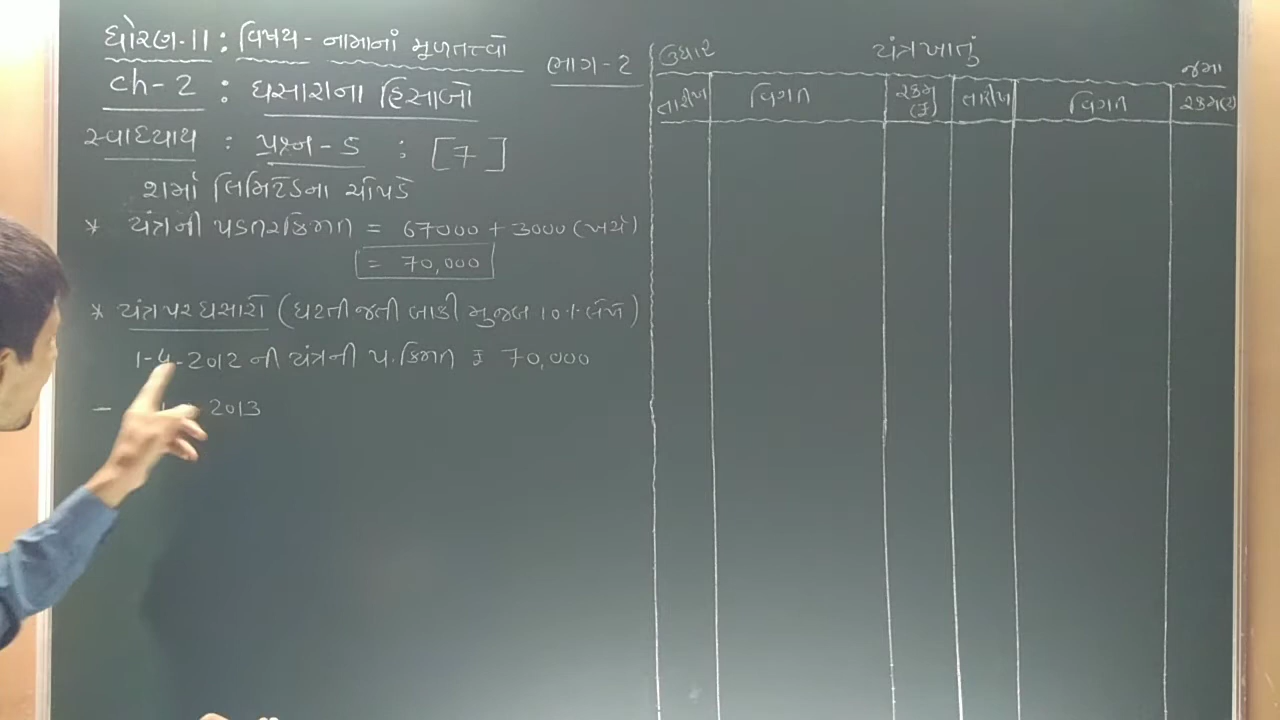 ધોરણ-11 : વિષય - નામાનાં મૂળતત્ત્વો
ભાગ-2
ch-2 : ઘસારાના હિસાબો
સ્વાધ્યાય : પ્રશ્ન-5 : [7]
શર્મા લિમિટેડના ચોપડે
* યંત્રની પડતરકિંમત = 67000 + 3000 (ખર્ચ)
= 70,000
* યંત્રપર ઘસારો (ઘટતી જતી બાકી મુજબ 10% લેખે)
1-4-2012 ની યંત્રની પ.કિંમત ₹ 70,000
- 2013
ઉધાર યંત્રખાતું જમા
તારીખ વિગત રકમ (₹) તારીખ વિગત રકમ(₹)